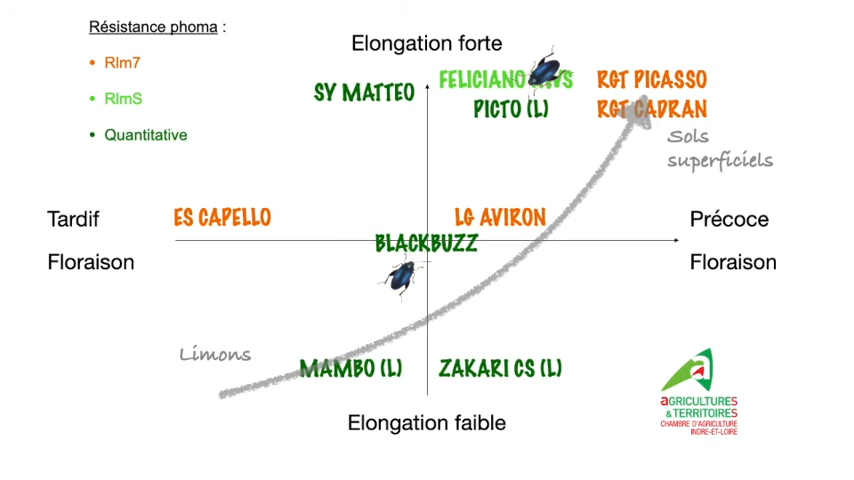 Résistance phoma :
• Rlm7
• RlmS
• Quantitative
Elongation forte
SY MATTEO
FELICIANO
PICTO (L)
RGT PICASSO
RGT CADRAN
Sols
superficiels
Tardif
Floraison
ES CAPELLO
LG AVIRON
BLACKBUZZ
Précoce
Floraison
Limons
MAMBO (L)
ZAKARI CS (L)
Elongation faible
aGRICULTURES
& TERRITOIRES
CHAMBRE D'AGRICULTURE
INDRE-ET-LOIRE